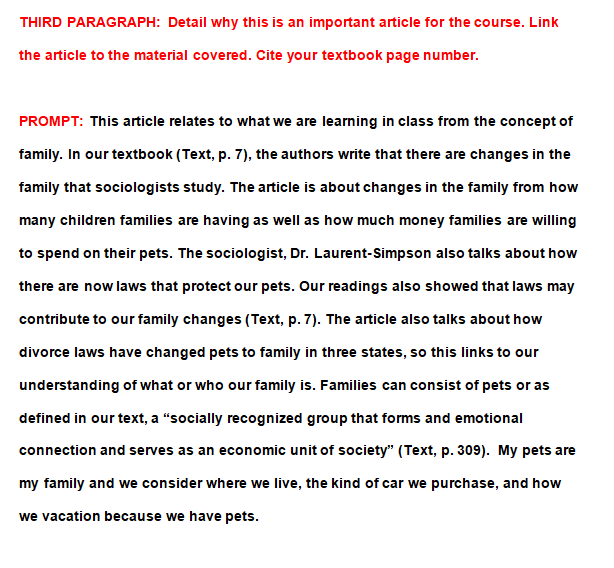 THIRD PARAGRAPH: Detail why this is an important article for the course. Link
the article to the material covered. Cite your textbook page number.
PROMPT: This article relates to what we are learning in class from the concept of
family. In our textbook (Text, p. 7), the authors write that there are changes in the
family that sociologists study. The article is about changes in the family from how
many children families are having as well as how much money families are willing
to spend on their pets. The sociologist, Dr. Laurent-Simpson also talks about how
there are now laws that protect our pets. Our readings also showed that laws may
contribute to our family changes (Text, p. 7). The article also talks about how
divorce laws have changed pets to family in three states, so this links to our
understanding of what or who our family is. Families can consist of pets or as
defined in our text, a “socially recognized group that forms and emotional
connection and serves as an economic unit of society” (Text, p. 309). My pets are
my family and we consider where we live, the kind of car we purchase, and how
we vacation because we have pets.